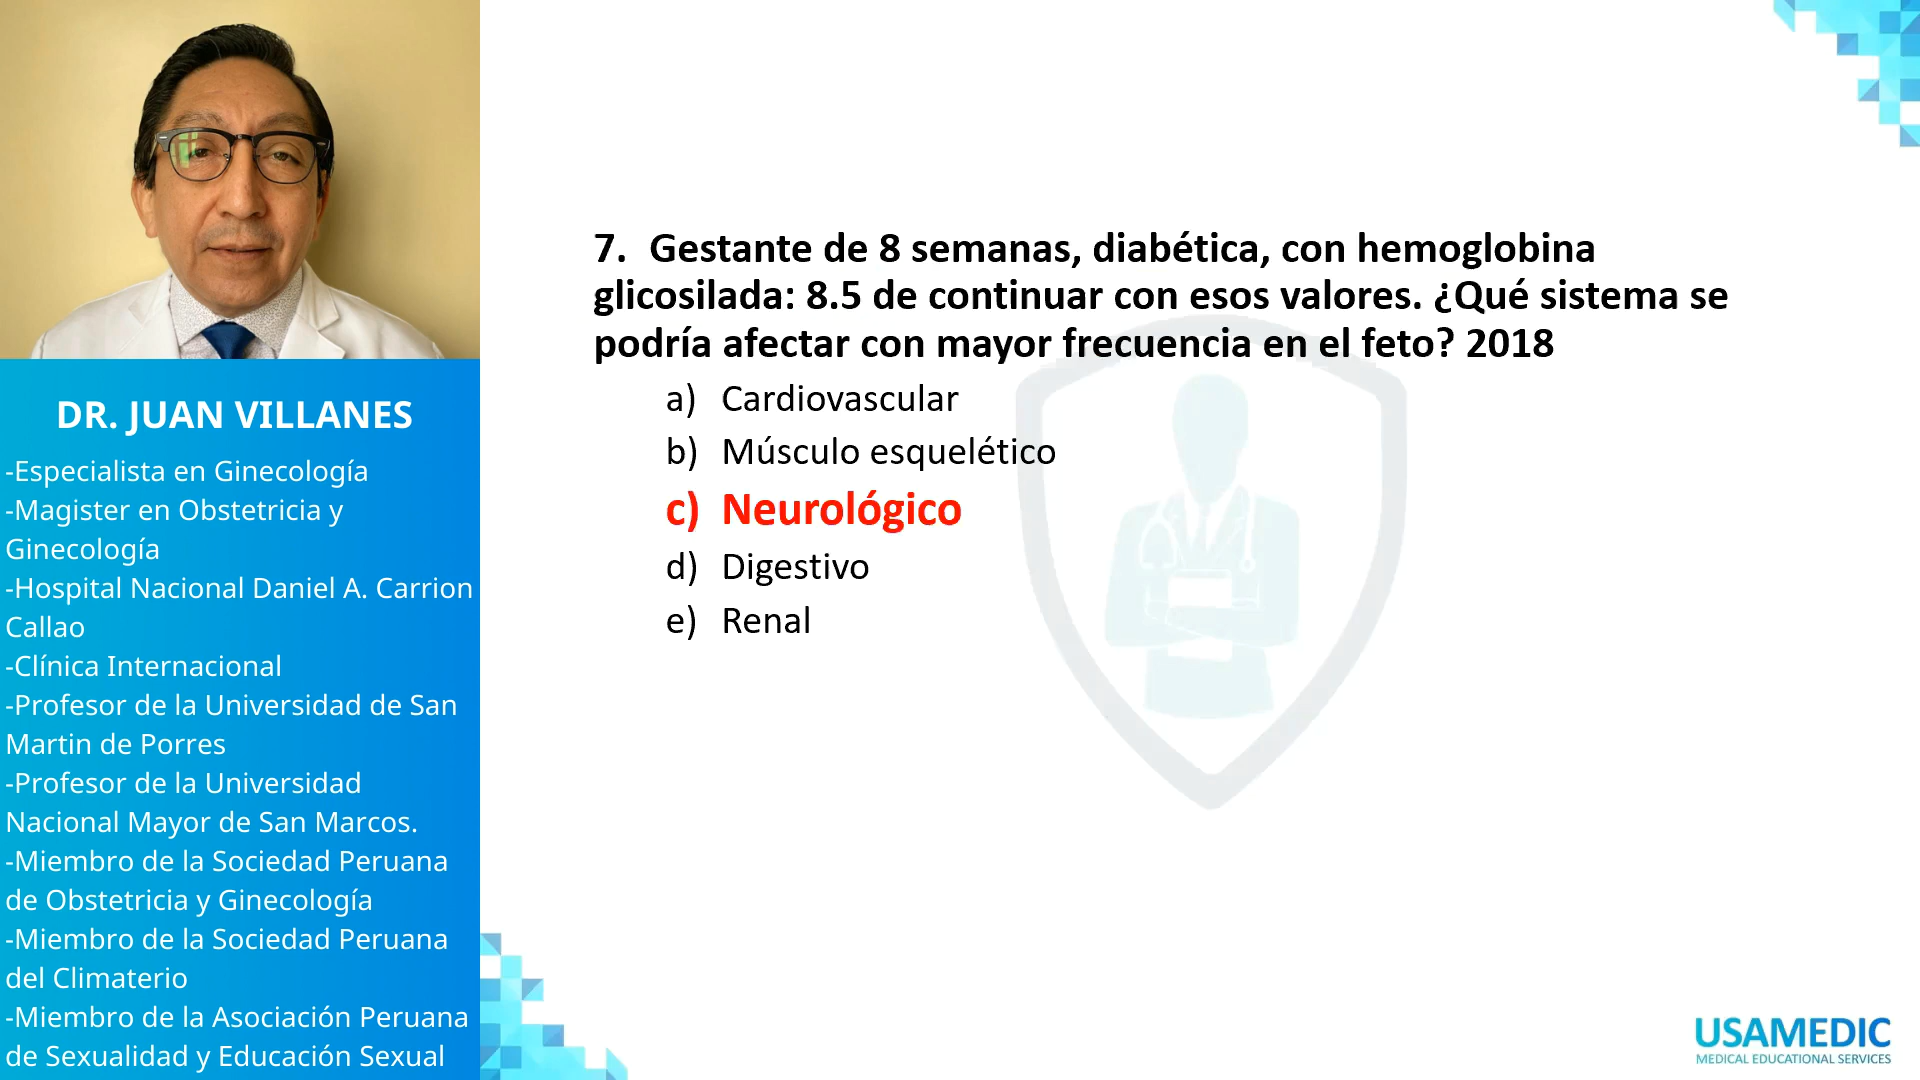 DR. JUAN VILLANES
-Especialista en Ginecología
-Magister en Obstetricia y
Ginecología
-Hospital Nacional Daniel A. Carrion
Callao
-Clínica Internacional
-Profesor de la Universidad de San
Martin de Porres
-Profesor de la Universidad
Nacional Mayor de San Marcos.
-Miembro de la Sociedad Peruana
de Obstetricia y Ginecología
-Miembro de la Sociedad Peruana
del Climaterio
-Miembro de la Asociación Peruana
de Sexualidad y Educación Sexual
7. Gestante de 8 semanas, diabética, con hemoglobina
glicosilada: 8.5 de continuar con esos valores. ¿Qué sistema se
podría afectar con mayor frecuencia en el feto? 2018
a) Cardiovascular
b) Músculo esquelético
c) Neurológico
d) Digestivo
e) Renal
USAMEDIC
MEDICAL EDUCATIONAL SERVICES